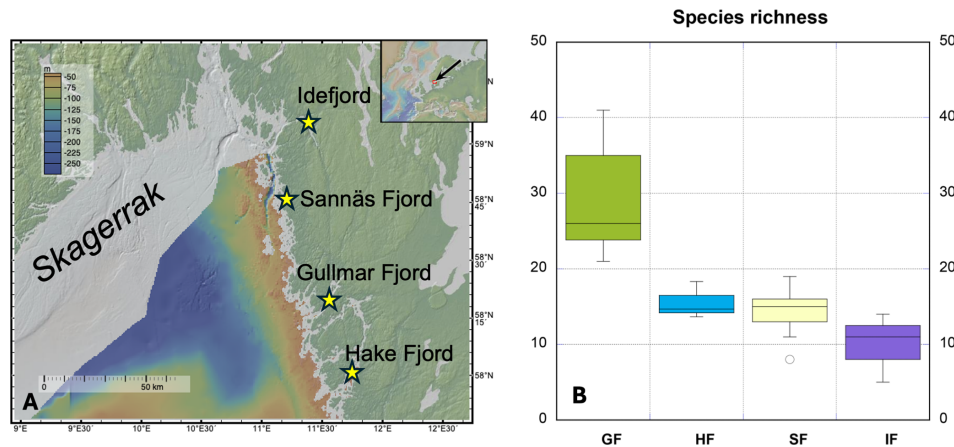 Species richness
m
-50
-75
-100
-125
-150
-175
-200
-225
-250
Idefjord
59°N
Sannäs Fjord
58°N
45
Skagerrak
58°N
30
Gullmar Fjord
58°N
15
Hake Fjord
58°N
0 50 km
A
9°E 9°E30' 10°E 10°E30' 11°E 11°E30' 12°E 12°E30'
50 50
40 40
30 30
20 20
10 10
0 0
B
GF HF SF IF